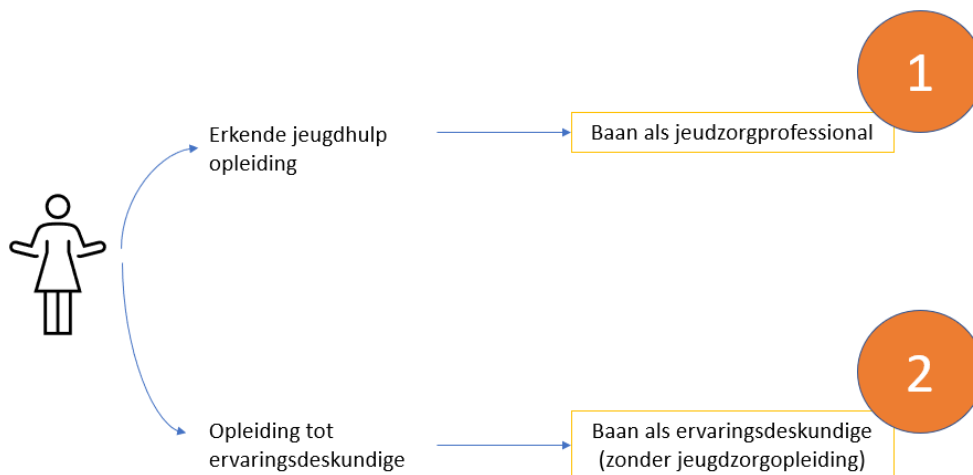 1
Erkende jeugdhulp
opleiding
Baan als jeudzorgprofessional
2
Opleiding tot
ervaringsdeskundige
Baan als ervaringsdeskundige
(zonder jeugdzorgopleiding)